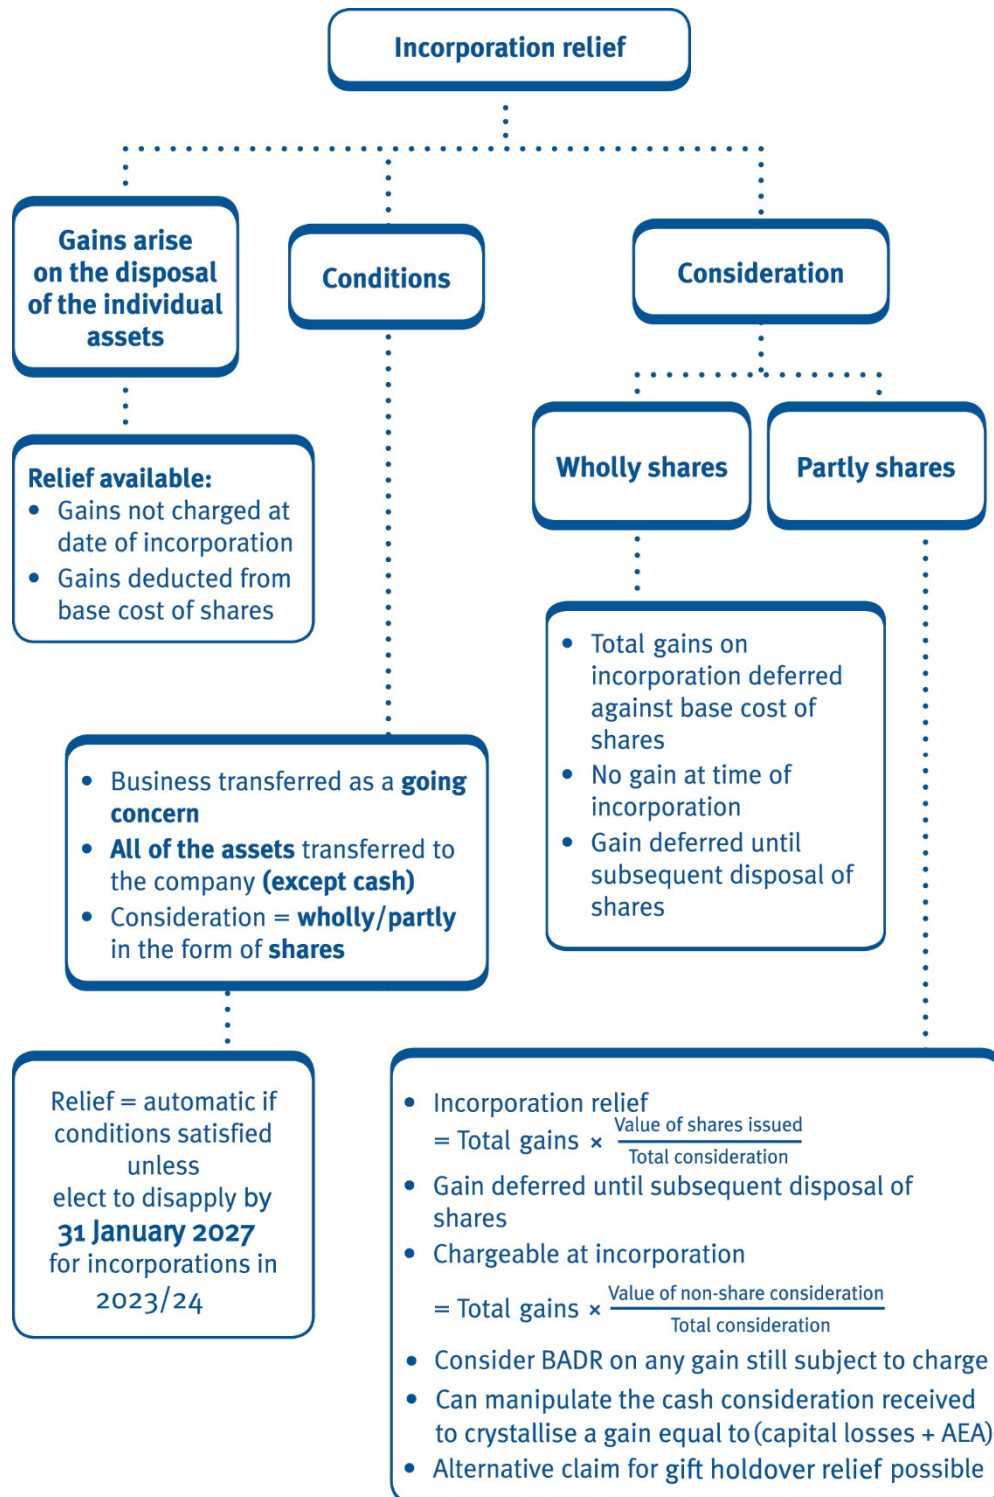 Incorporation relief
Gains arise
on the disposal
of the individual
assets
Conditions
Consideration
Relief available:
• Gains not charged at
date of incorporation
• Gains deducted from
base cost of shares
Wholly shares
Partly shares
• Total gains on
incorporation deferred
against base cost of
shares
• No gain at time of
incorporation
• Gain deferred until
subsequent disposal of
shares
• Business transferred as a going
concern
• All of the assets transferred to
the company (except cash)
• Consideration = wholly/partly
in the form of shares
Relief = automatic if
conditions satisfied
unless
elect to disapply by
31 January 2027
for incorporations in
2023/24
• Incorporation relief
= Total gains × Value of shares issued
Total consideration
• Gain deferred until subsequent disposal of
shares
• Chargeable at incorporation
= Total gains × Value of non-share consideration
Total consideration
• Consider BADR on any gain still subject to charge
• Can manipulate the cash consideration received
to crystallise a gain equal to (capital losses + AEA)
• Alternative claim for gift holdover relief possible